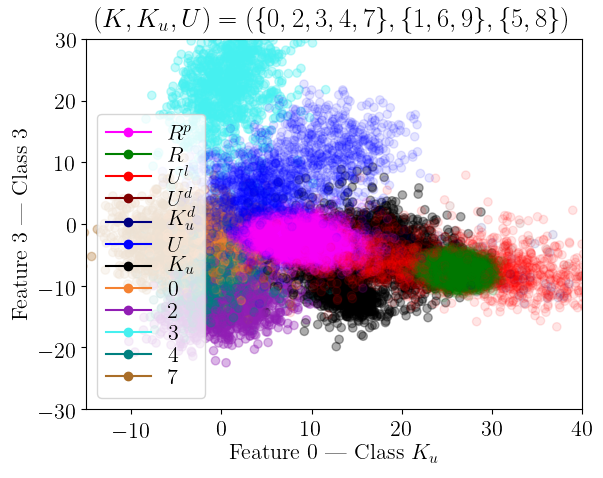 (K, K_u, U) = ({0, 2, 3, 4, 7}, {1, 6, 9}, {5, 8})
30
20
10
0
−10
−20
−30
Feature 3 — Class 3
R^p
R
U^l
U^d
K_u^d
U
K_u
0
2
3
4
7
−10 0 10 20 30 40
Feature 0 — Class K_u